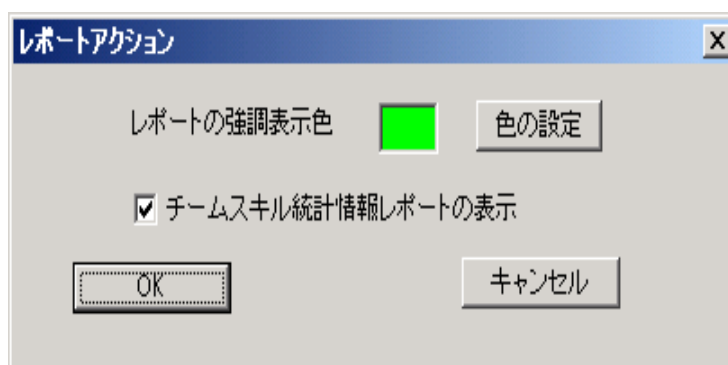 レポートアクション
レポートの強調表示色 色の設定
チームスキル統計情報レポートの表示
OK キャンセル